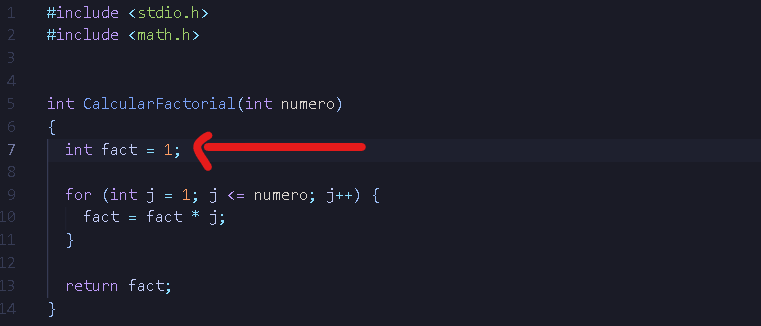 1 #include <stdio.h>
2 #include <math.h>
3
4
5 int CalcularFactorial(int numero)
6 {
7 int fact = 1;
8
9 for (int j = 1; j <= numero; j++) {
10 fact = fact * j;
11 }
12
13 return fact;
14 }